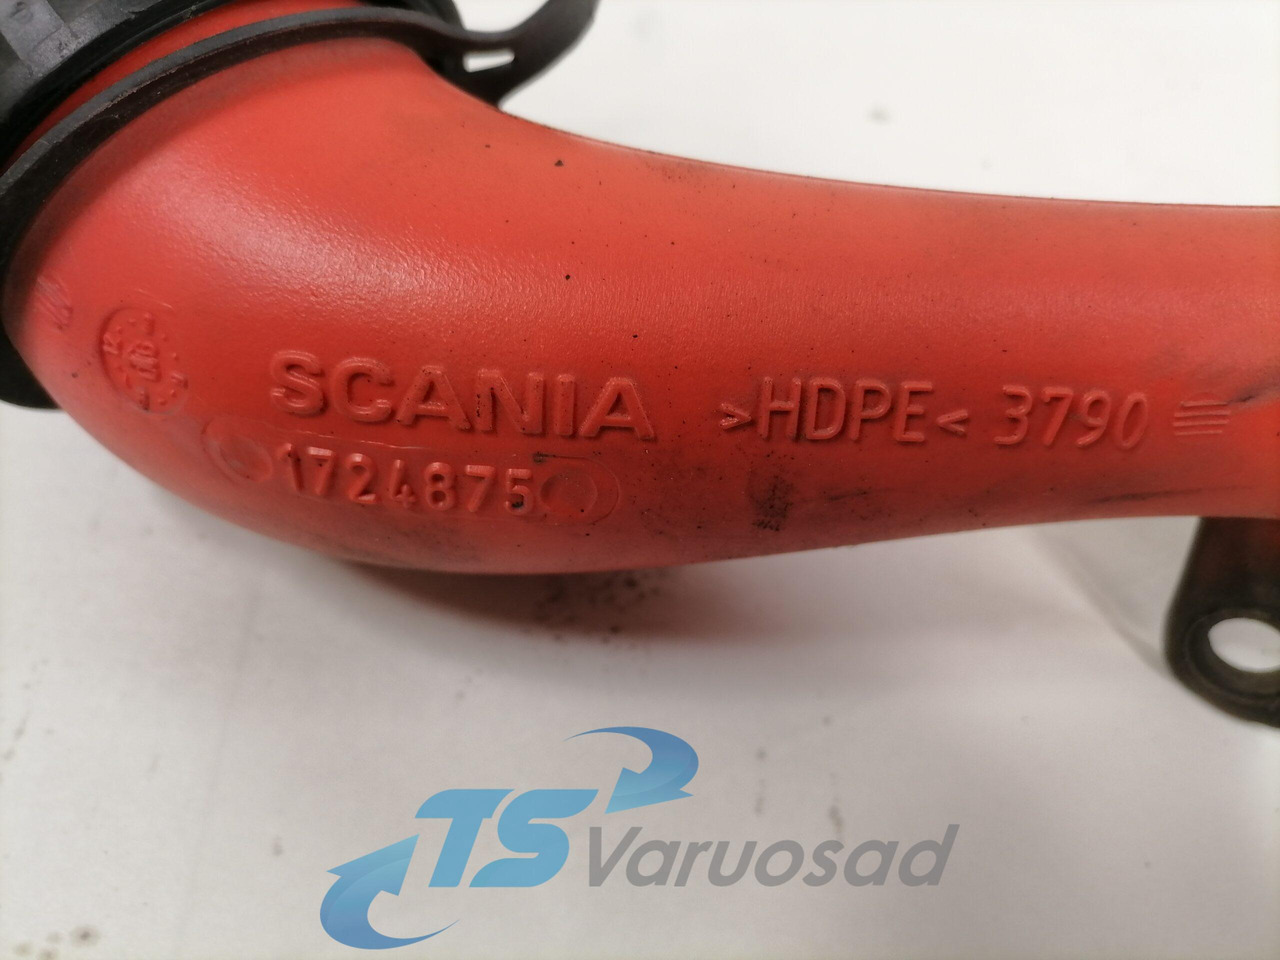 SCANIA >HDPE< 3790
1724875
TS Varuosad